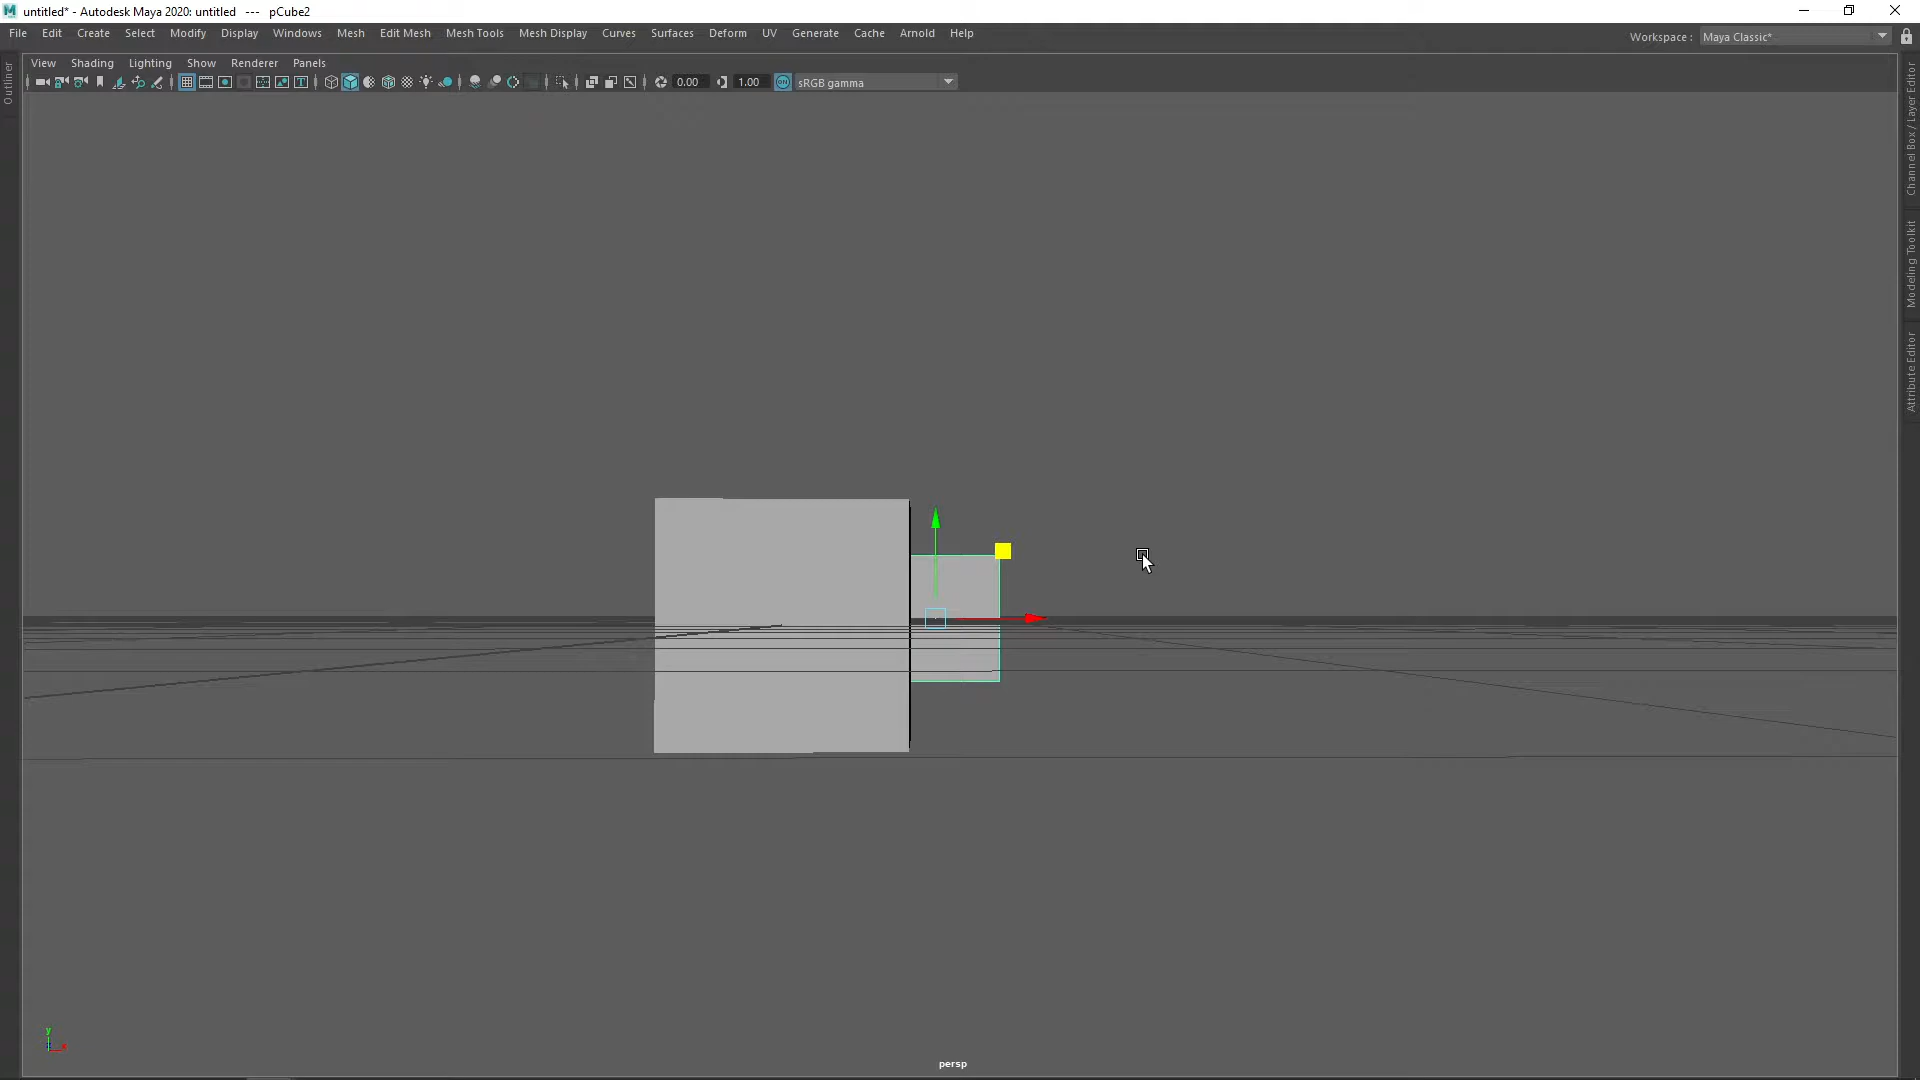 untitled* - Autodesk Maya 2020: untitled --- pCube2
File Edit Create Select Modify Display Windows Mesh Edit Mesh Mesh Tools Mesh Display Curves Surfaces Deform UV Generate Cache Arnold Help
Workspace : Maya Classic*
View Shading Lighting Show Renderer Panels
0.00 1.00 ON sRGB gamma
Outliner
Channel Box / Layer Editor
Modeling Toolkit
Attribute Editor
y
x
persp